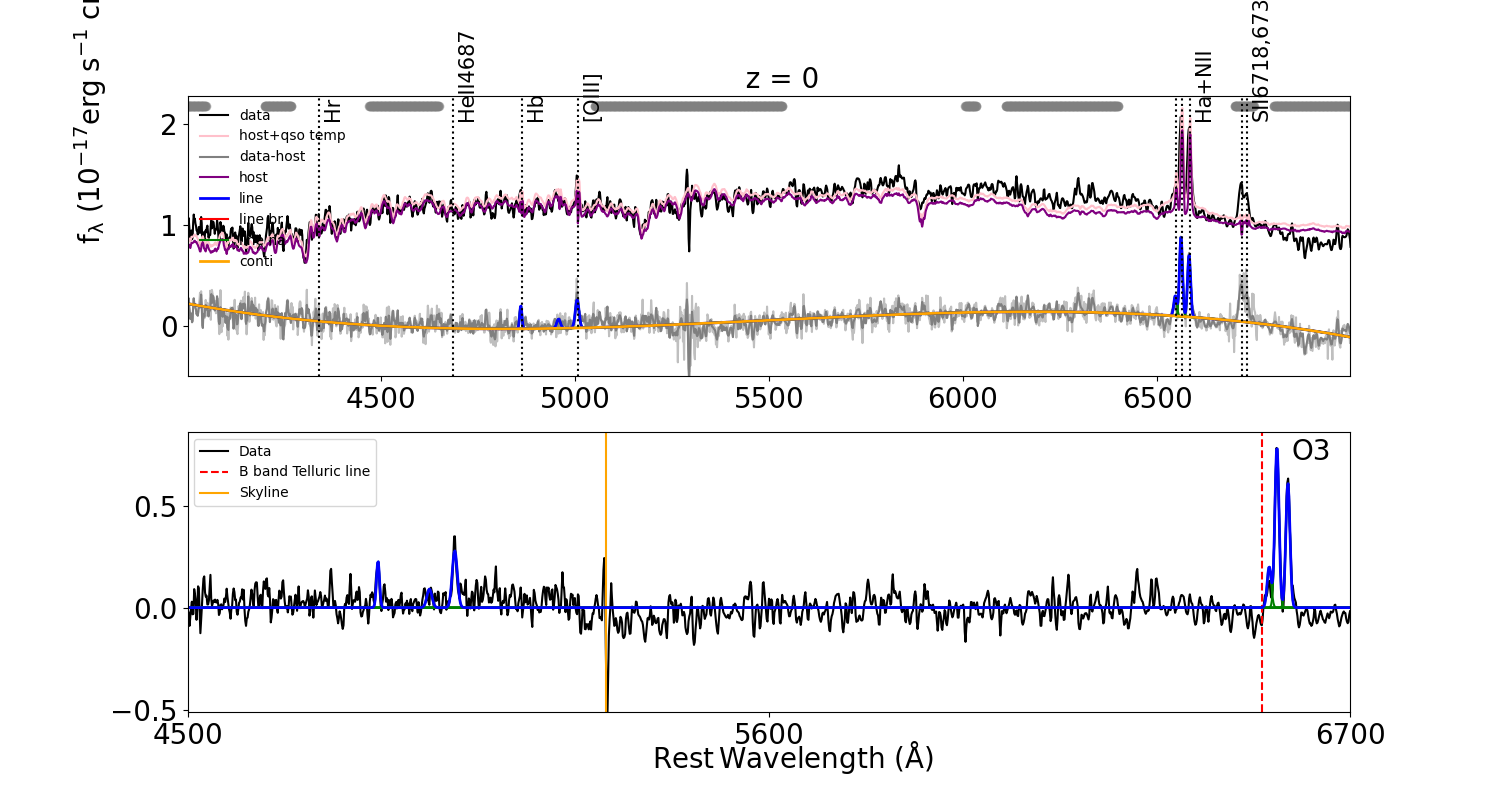 z = 0
f_λ (10^−17 erg s^−1 c
Hr
HeII4687
Hb
[OIII]
Ha+NII
SII6718,673
data
host+qso temp
data-host
host
line
line br
conti
2
1
0
4500 5000 5500 6000 6500
Data
B band Telluric line
Skyline
O3
0.5
0.0
−0.5
4500 5600 6700
Rest Wavelength (Å)